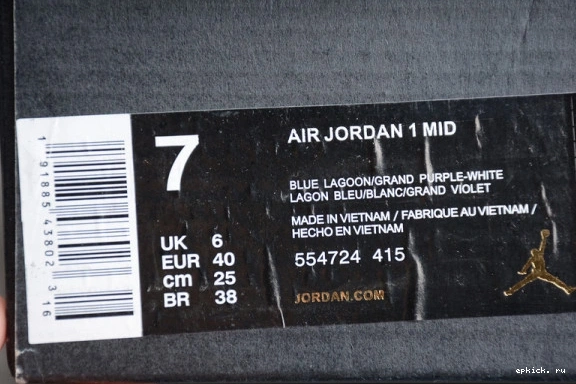 7
AIR JORDAN 1 MID
BLUE LAGOON/GRAND PURPLE-WHITE
LAGON BLEU/BLANC/GRAND VIOLET
MADE IN VIETNAM / FABRIQUE AU VIETNAM /
HECHO EN VIETNAM
UK 6
EUR 40
cm 25
BR 38
554724 415
JORDAN.COM
1 91885 43802 3 16
epkick.ru